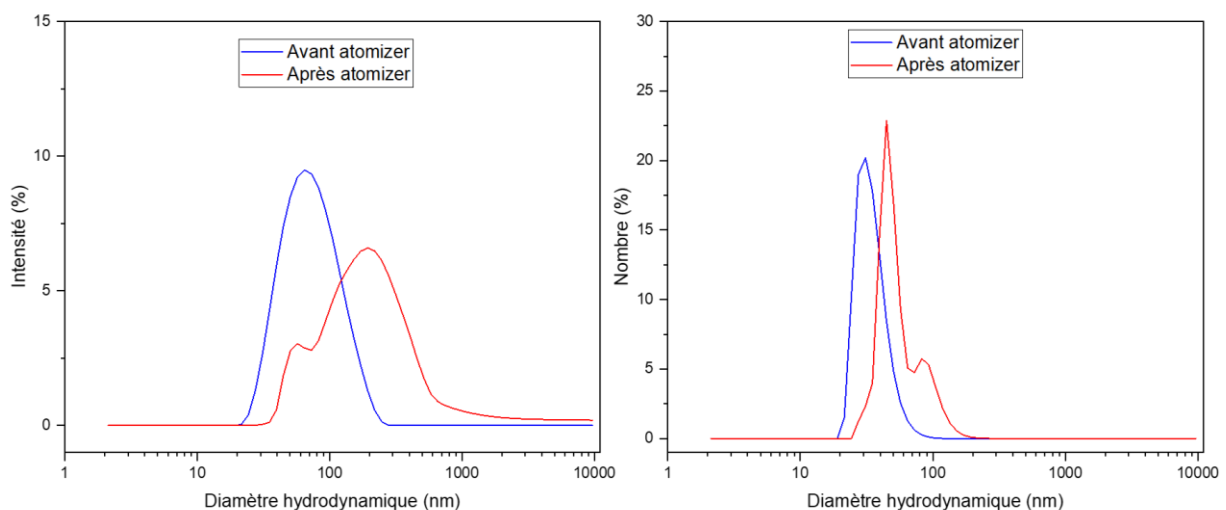 15
10
5
0
Intensité (%)
Avant atomizer
Après atomizer
1
10
100
1000
10000
Diamètre hydrodynamique (nm)
30
25
20
15
10
5
0
Nombre (%)
Avant atomizer
Après atomizer
1
10
100
1000
10000
Diamètre hydrodynamique (nm)